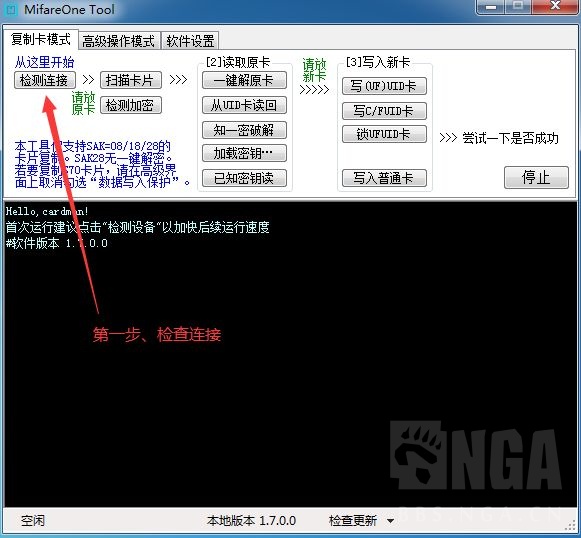 MifareOne Tool
复制卡模式 高级操作模式 软件设置
从这里开始
检测连接 >> 扫描卡片 >>>
请放
原卡
检测加密
本工具仅支持SAK=08/18/28的
卡片复制。SAK28无一键解密。
若要复制S70卡片，请在高级界
面上取消勾选“数据写入保护”。
[2]读取原卡
一键解原卡
从UID卡读回
知一密破解
加载密钥…
已知密钥读
请放
新卡
>>>>>
[3]写入新卡
写(UF)UID卡
写C/FUID卡
锁UFUID卡
写入普通卡
>>> 尝试一下是否成功
停止
Hello,cardman!
首次运行建议点击“检测设备”以加快后续运行速度
#软件版本 1.7.0.0
第一步、检查连接
NGA
BBS.NGA.CN
空闲 本地版本 1.7.0.0 检查更新